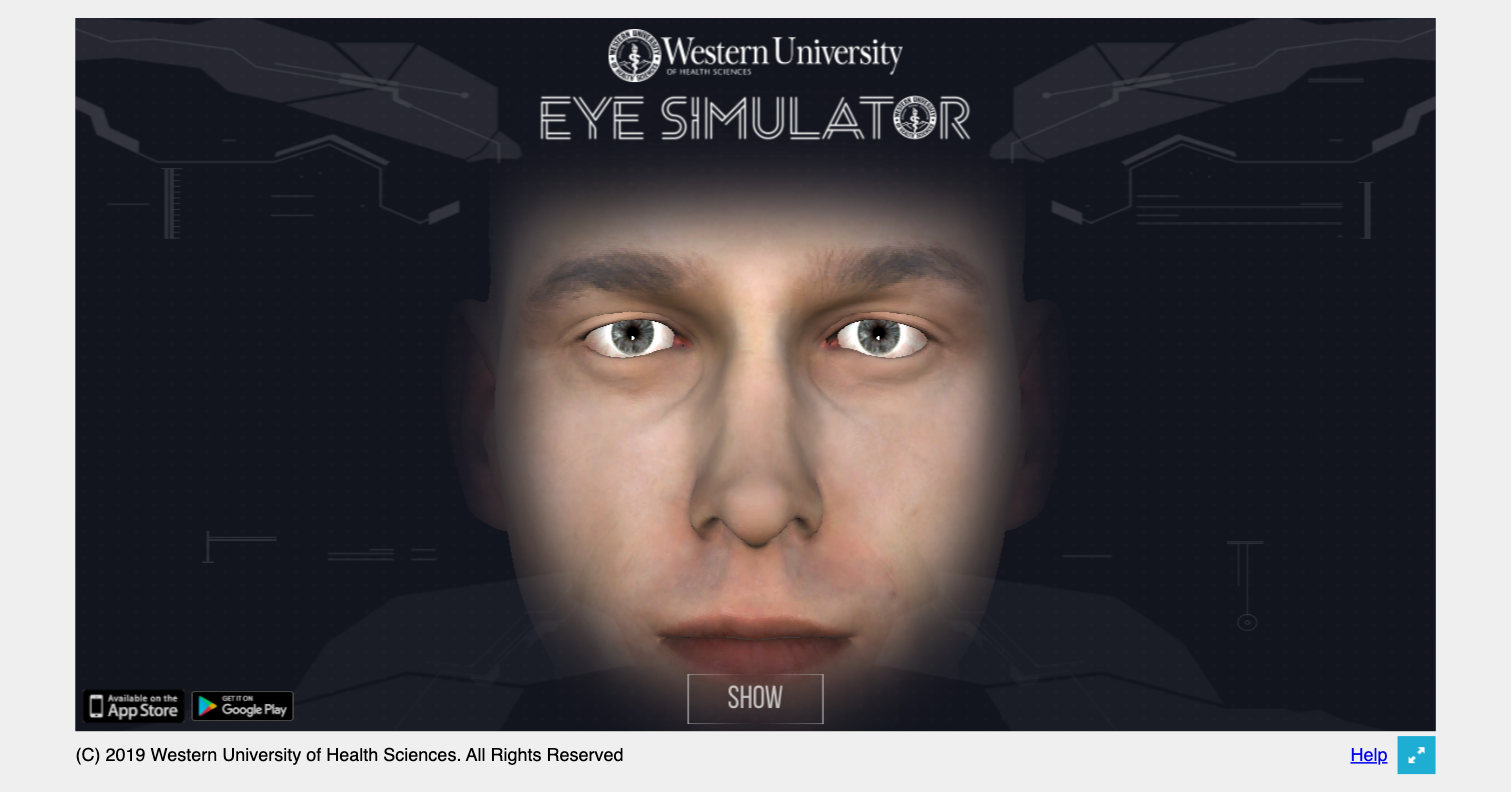 Western University
OF HEALTH SCIENCES
EYE SIMULATOR
SHOW
Available on the
App Store
GET IT ON
Google Play
(C) 2019 Western University of Health Sciences. All Rights Reserved
Help